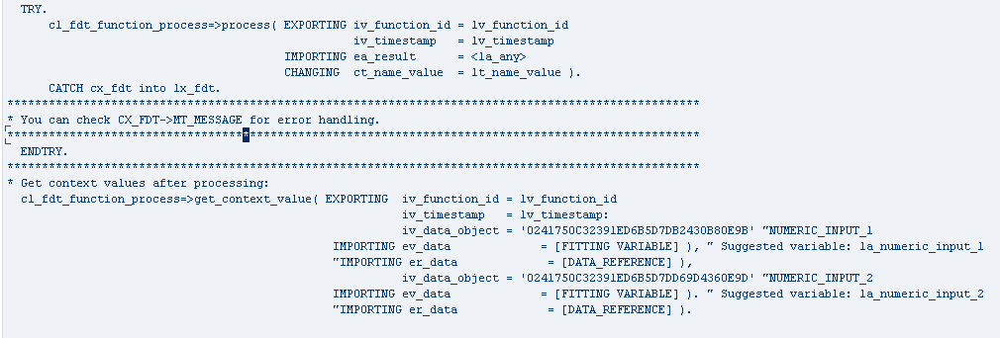 TRY.
cl_fdt_function_process=>process( EXPORTING iv_function_id = lv_function_id
iv_timestamp = lv_timestamp
IMPORTING ea_result = <la_any>
CHANGING ct_name_value = lt_name_value ).
CATCH cx_fdt into lx_fdt.
****************************************************************************************************
* You can check CX_FDT->MT_MESSAGE for error handling.
****************************************************************************************************
ENDTRY.
****************************************************************************************************
* Get context values after processing:
cl_fdt_function_process=>get_context_value( EXPORTING iv_function_id = lv_function_id
iv_timestamp = lv_timestamp:
iv_data_object = '0241750C32391ED6B5D7DB2430B80E9B' "NUMERIC_INPUT_1
IMPORTING ev_data = [FITTING VARIABLE] ), " Suggested variable: la_numeric_input_1
"IMPORTING er_data = [DATA_REFERENCE] ),
iv_data_object = '0241750C32391ED6B5D7DD69D4360E9D' "NUMERIC_INPUT_2
IMPORTING ev_data = [FITTING VARIABLE] ). " Suggested variable: la_numeric_input_2
"IMPORTING er_data = [DATA_REFERENCE] ).